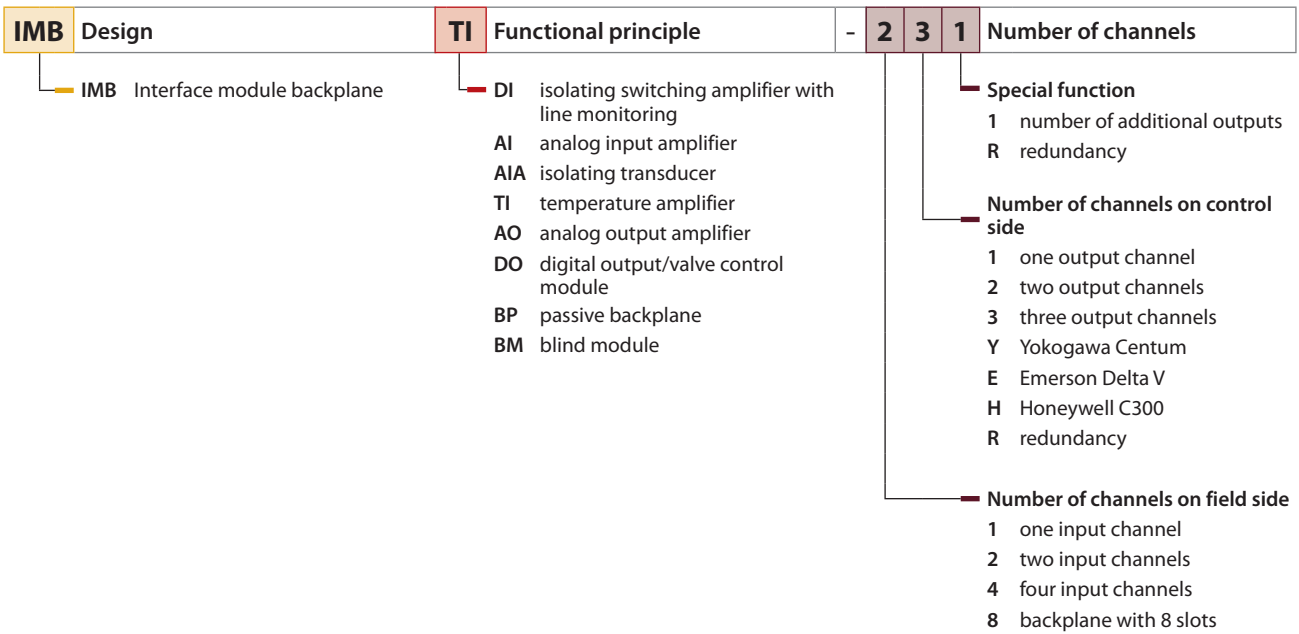 IMB Design TI Functional principle - 2 3 1 Number of channels
IMB Interface module backplane
DI isolating switching amplifier with
line monitoring
AI analog input amplifier
AIA isolating transducer
TI temperature amplifier
AO analog output amplifier
DO digital output/valve control
module
BP passive backplane
BM blind module
Special function
1 number of additional outputs
R redundancy
Number of channels on control
side
1 one output channel
2 two output channels
3 three output channels
Y Yokogawa Centum
E Emerson Delta V
H Honeywell C300
R redundancy
Number of channels on field side
1 one input channel
2 two input channels
4 four input channels
8 backplane with 8 slots